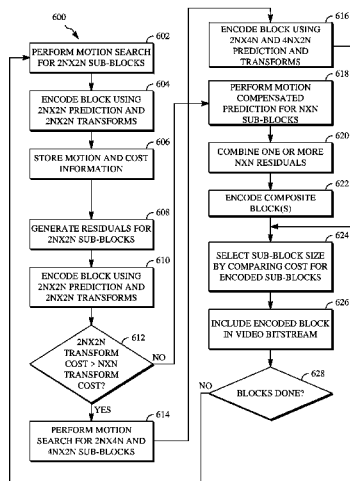 600
602
PERFORM MOTION SEARCH
FOR 2NX2N SUB-BLOCKS
604
ENCODE BLOCK USING
2NX2N PREDICTION AND
2NX2N TRANSFORMS
606
STORE MOTION AND COST
INFORMATION
608
GENERATE RESIDUALS FOR
2NX2N SUB-BLOCKS
610
ENCODE BLOCK USING
2NX2N PREDICTION AND
2NX2N TRANSFORMS
612
2NX2N
TRANSFORM
COST > NXN
TRANSFORM
COST?
NO
YES
614
PERFORM MOTION
SEARCH FOR 2NX4N AND
4NX2N SUB-BLOCKS
616
ENCODE BLOCK USING
2NX4N AND 4NX2N
PREDICTION AND
TRANSFORMS
618
PERFORM MOTION
COMPENSATED
PREDICTION FOR NXN
SUB-BLOCKS
620
COMBINE ONE OR MORE
NXN RESIDUALS
622
ENCODE COMPOSITE
BLOCK(S)
624
SELECT SUB-BLOCK SIZE
BY COMPARING COST FOR
ENCODED SUB-BLOCKS
626
INCLUDE ENCODED BLOCK
IN VIDEO BITSTREAM
628
NO
BLOCKS DONE?